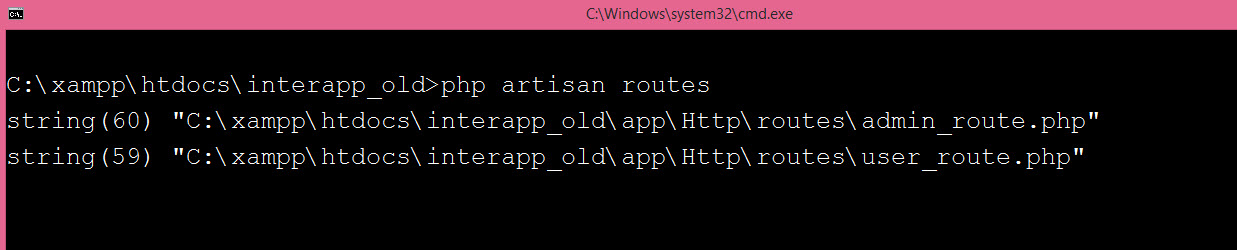 C:\Windows\system32\cmd.exe
C:\xampp\htdocs\interapp_old>php artisan routes
string(60) "C:\xampp\htdocs\interapp_old\app\Http\routes\admin_route.php"
string(59) "C:\xampp\htdocs\interapp_old\app\Http\routes\user_route.php"